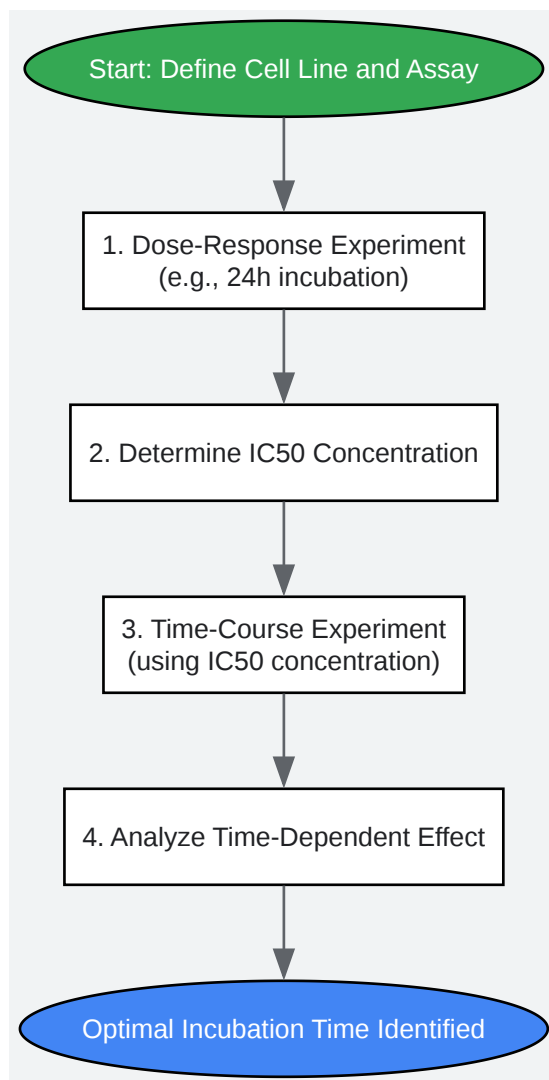 Start: Define Cell Line and Assay
1. Dose-Response Experiment
(e.g., 24h incubation)
2. Determine IC50 Concentration
3. Time-Course Experiment
(using IC50 concentration)
4. Analyze Time-Dependent Effect
Optimal Incubation Time Identified